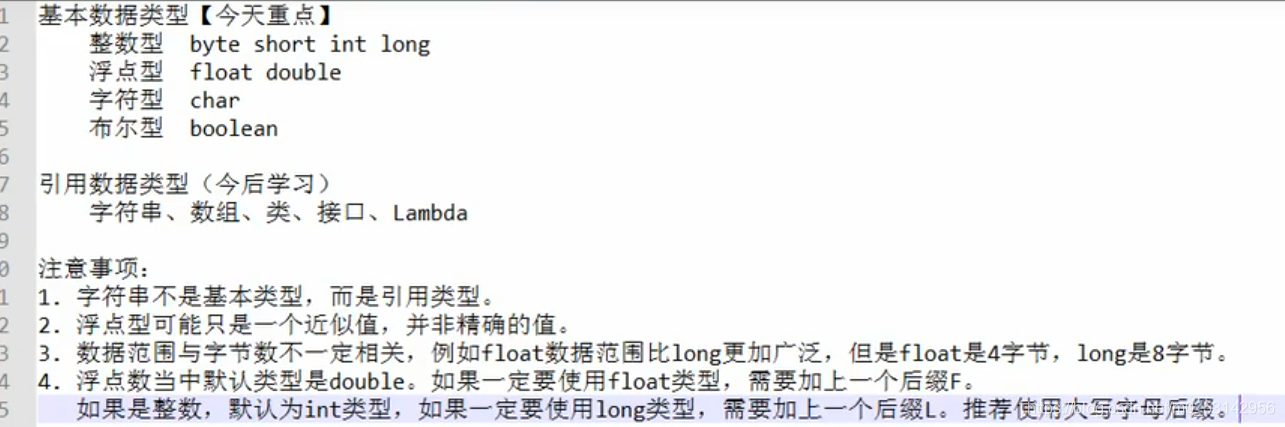 1 基本数据类型【今天重点】
2 整数型 byte short int long
3 浮点型 float double
4 字符型 char
5 布尔型 boolean
6
7 引用数据类型（今后学习）
8 字符串、数组、类、接口、Lambda
9
0 注意事项：
1 1. 字符串不是基本类型，而是引用类型。
2 2. 浮点型可能只是一个近似值，并非精确的值。
3 3. 数据范围与字节数不一定相关，例如float数据范围比long更加广泛，但是float是4字节，long是8字节。
4 4. 浮点数当中默认类型是double。如果一定要使用float类型，需要加上一个后缀F。
5 如果是整数，默认为int类型，如果一定要使用long类型，需要加上一个后缀L。推荐使用大写字母后缀。